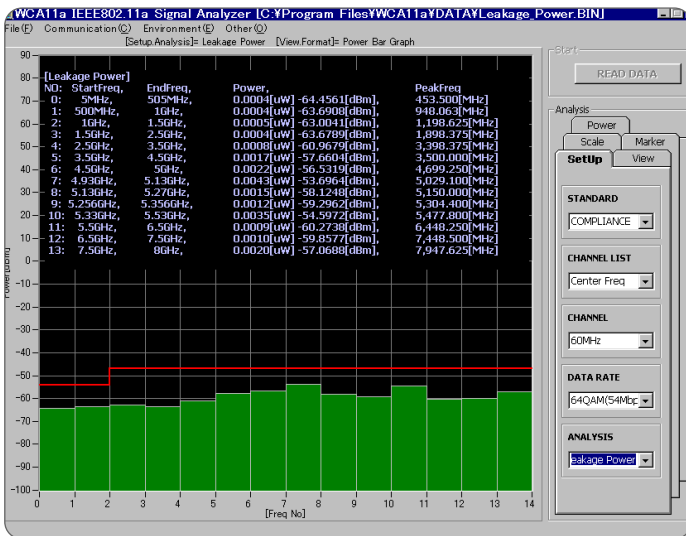 WCA11a IEEE802.11a Signal Analyzer [C:¥Program Files¥WCA11a¥DATA¥Leakage_Power.BIN]
File(F) Communication(C) Environment(E) Other(O)
[Setup.Analysis]= Leakage Power [View.Format]= Power Bar Graph
[Leakage Power]
NO: StartFreq, EndFreq, Power, PeakFreq
0: 5MHz, 505MHz, 0.0004[uW] -64.4561[dBm], 453.500[MHz]
1: 500MHz, 1GHz, 0.0004[uW] -63.6908[dBm], 948.063[MHz]
2: 1GHz, 1.5GHz, 0.0005[uW] -63.0041[dBm], 1,198.625[MHz]
3: 1.5GHz, 2.5GHz, 0.0004[uW] -63.6789[dBm], 1,898.375[MHz]
4: 2.5GHz, 3.5GHz, 0.0008[uW] -60.9679[dBm], 3,398.375[MHz]
5: 3.5GHz, 4.5GHz, 0.0017[uW] -57.6604[dBm], 3,500.000[MHz]
6: 4.5GHz, 5GHz, 0.0022[uW] -56.5319[dBm], 4,699.250[MHz]
7: 4.93GHz, 5.13GHz, 0.0043[uW] -53.6964[dBm], 5,029.100[MHz]
8: 5.13GHz, 5.27GHz, 0.0015[uW] -58.1248[dBm], 5,150.000[MHz]
9: 5.256GHz, 5.356GHz, 0.0012[uW] -59.2962[dBm], 5,304.400[MHz]
10: 5.33GHz, 5.53GHz, 0.0035[uW] -54.5972[dBm], 5,477.800[MHz]
11: 5.5GHz, 6.5GHz, 0.0009[uW] -60.2738[dBm], 6,448.250[MHz]
12: 6.5GHz, 7.5GHz, 0.0010[uW] -59.8577[dBm], 7,448.500[MHz]
13: 7.5GHz, 8GHz, 0.0020[uW] -57.0688[dBm], 7,947.625[MHz]
90
80
70
60
50
40
30
20
10
0
-10
-20
-30
-40
-50
-60
-70
-80
-90
-100
Power[dBm]
0 1 2 3 4 5 6 7 8 9 10 11 12 13 14
[Freq No]
Start
READ DATA
Analysis
Power
Scale Marker
SetUp View
STANDARD
COMPLIANCE
CHANNEL LIST
Center Freq
CHANNEL
60MHz
DATA RATE
64QAM(54Mbp
ANALYSIS
eakage Power